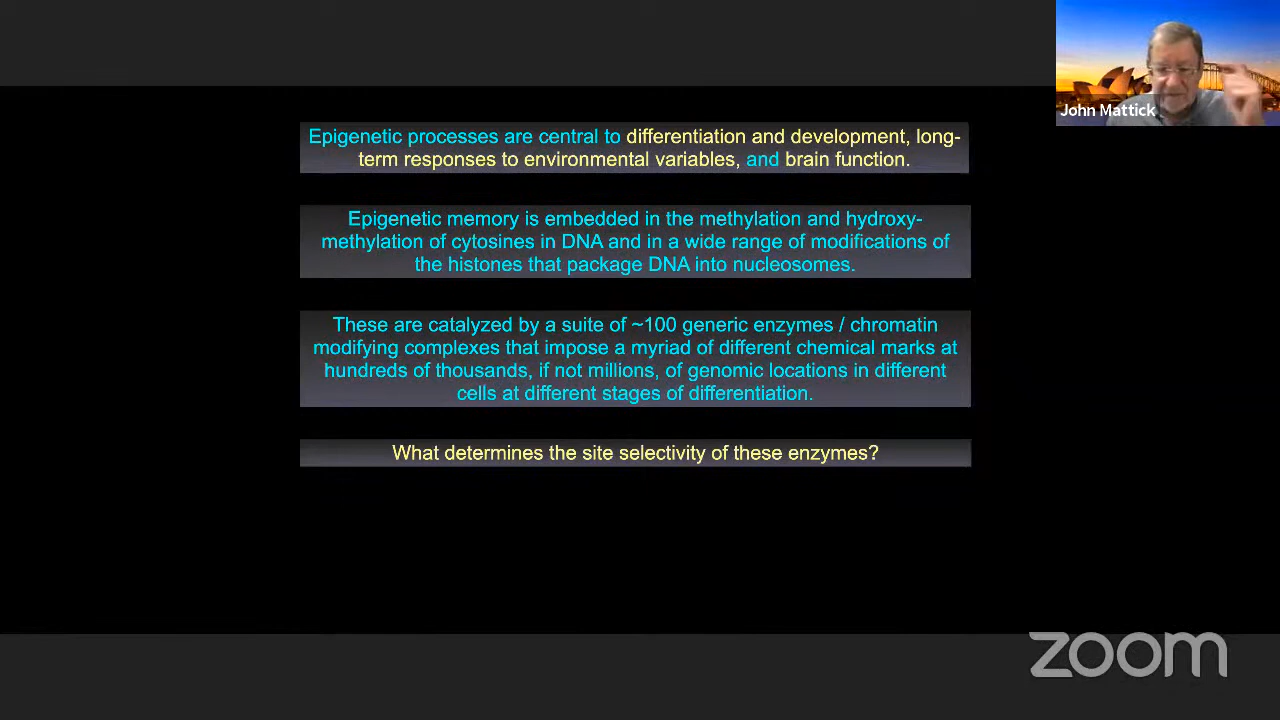 John Mattick
Epigenetic processes are central to differentiation and development, long-
term responses to environmental variables, and brain function.
Epigenetic memory is embedded in the methylation and hydroxy-
methylation of cytosines in DNA and in a wide range of modifications of
the histones that package DNA into nucleosomes.
These are catalyzed by a suite of ~100 generic enzymes / chromatin
modifying complexes that impose a myriad of different chemical marks at
hundreds of thousands, if not millions, of genomic locations in different
cells at different stages of differentiation.
What determines the site selectivity of these enzymes?
zoom